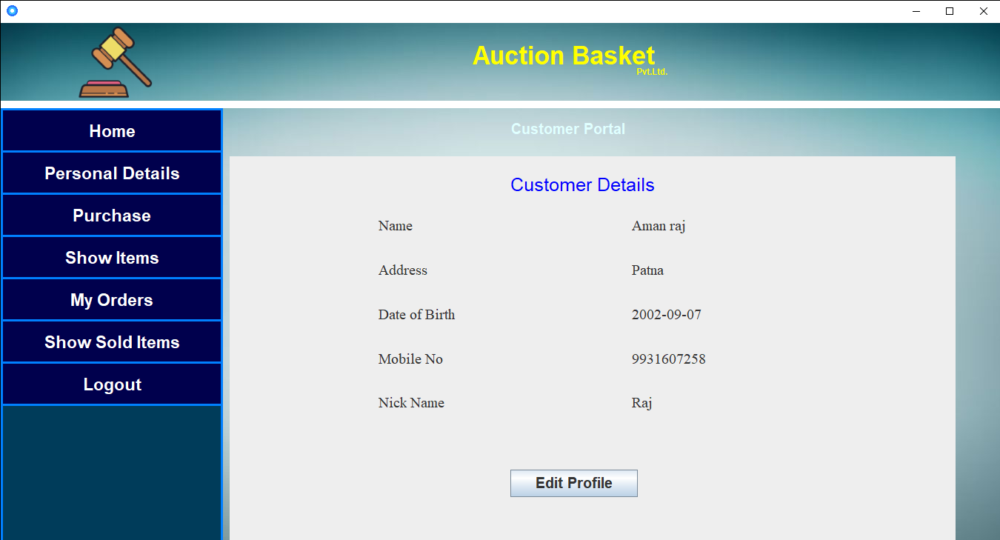 Auction Basket
Pvt.Ltd.
Home
Personal Details
Purchase
Show Items
My Orders
Show Sold Items
Logout
Customer Portal
Customer Details
Name Aman raj
Address Patna
Date of Birth 2002-09-07
Mobile No 9931607258
Nick Name Raj
Edit Profile